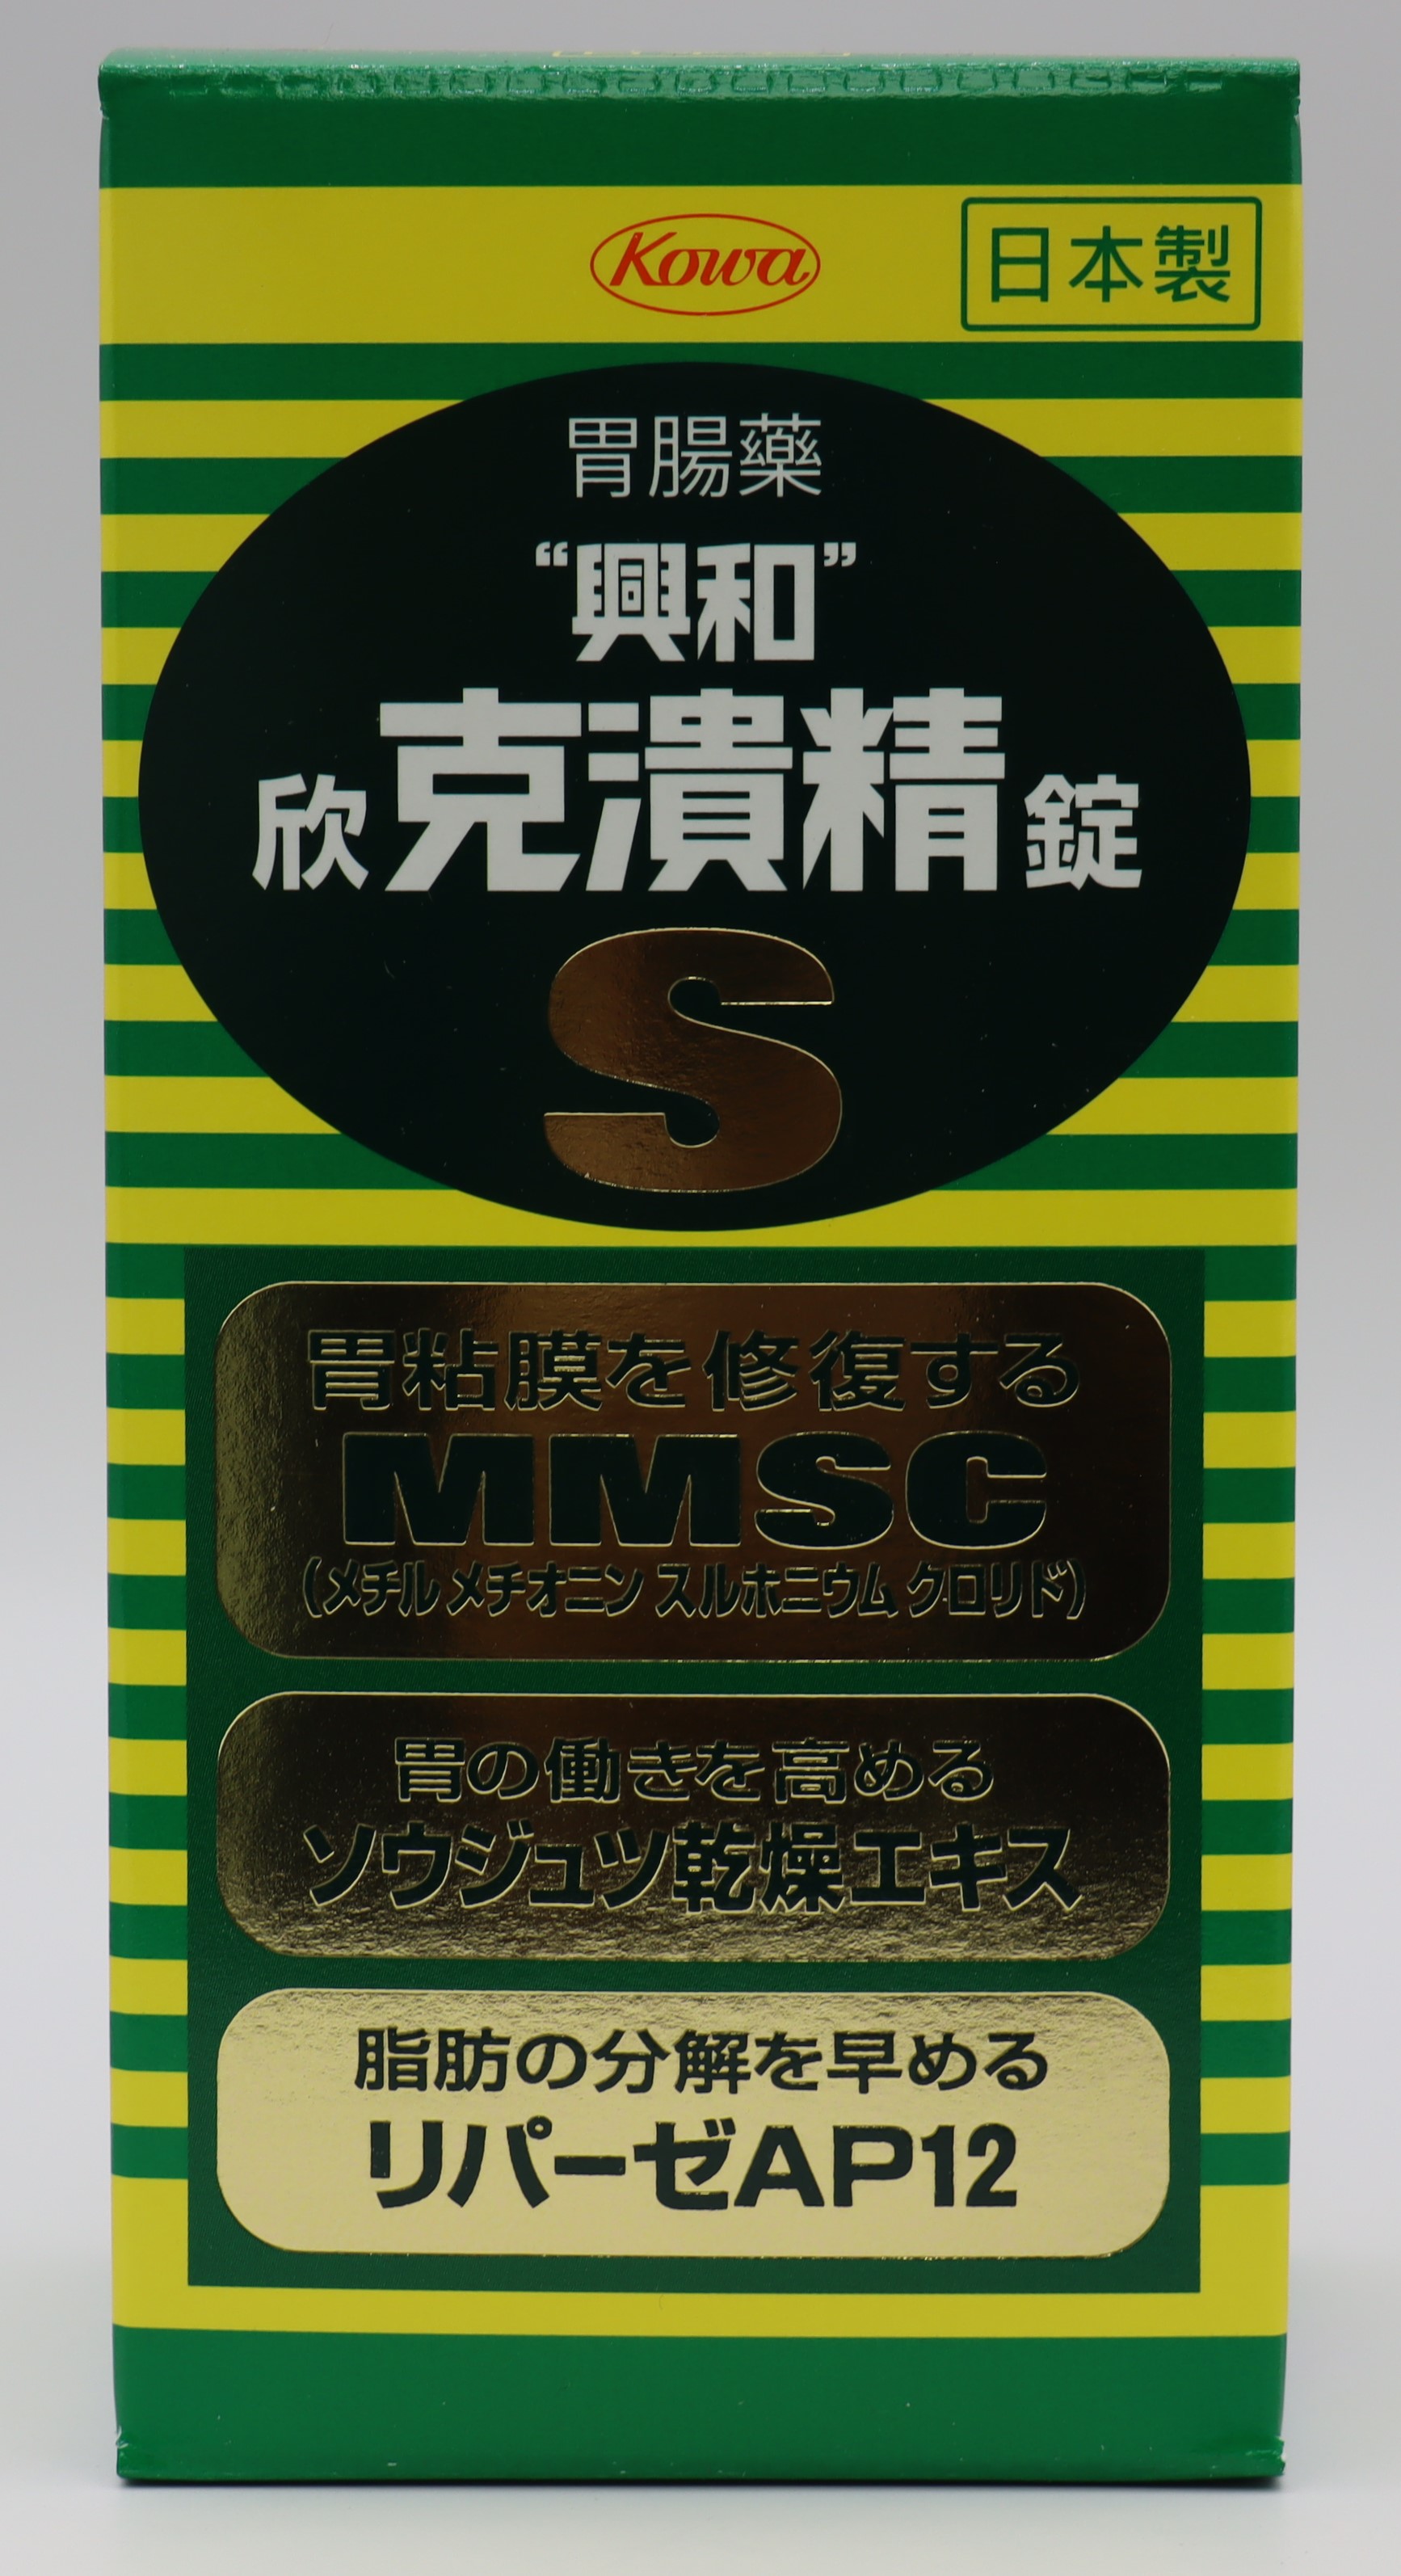 Kowa
日本製
胃腸藥
“興和”
欣克潰精錠
S
胃粘膜を修復する
MMSC
(メチル メチオニン スルホニウム クロリド)
胃の働きを高める
ソウジュツ乾燥エキス
脂肪の分解を早める
リパーゼAP12